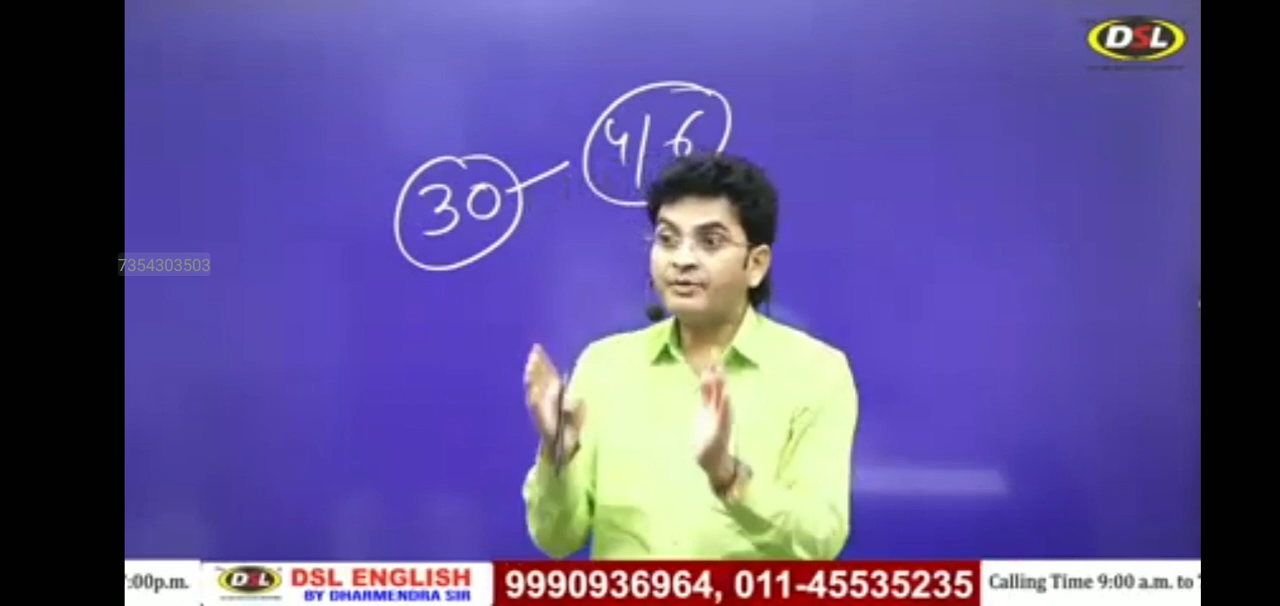 DSL
4/6
30
7354303503
:00p.m.
DSL
DSL ENGLISH
BY DHARMENDRA SIR
9990936964, 011-45535235
Calling Time 9:00 a.m. to